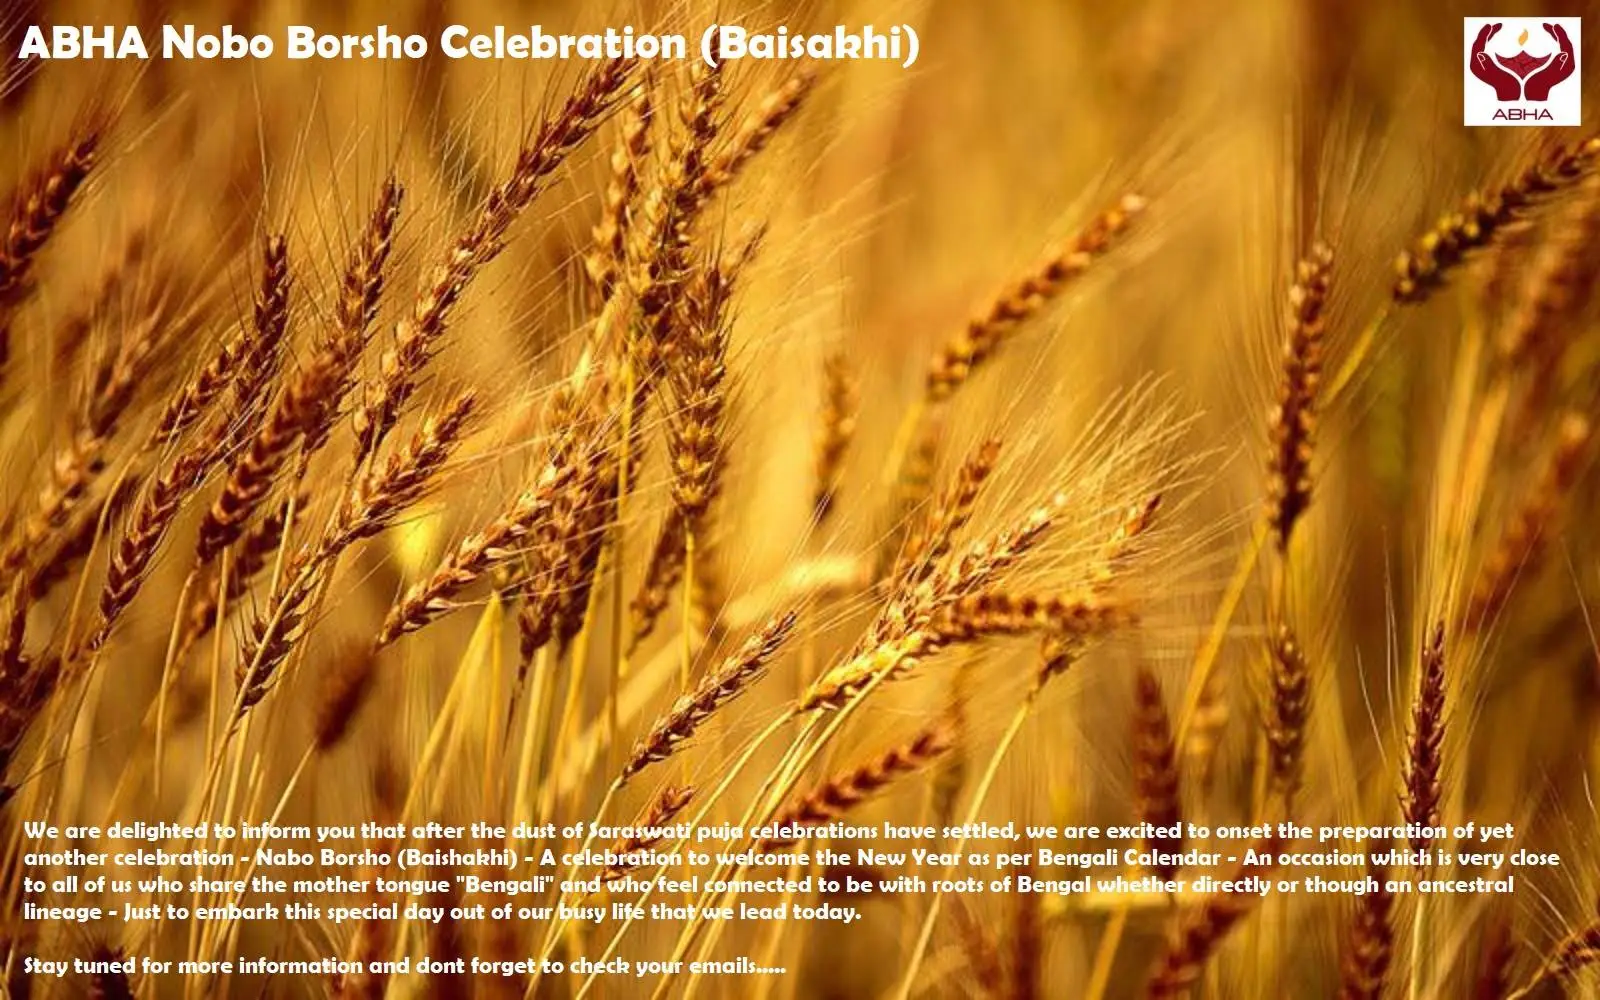 ABHA Nobo Borsho Celebration (Baisakhi)
ABHA
We are delighted to inform you that after the dust of Saraswati puja celebrations have settled, we are excited to onset the preparation of yet
another celebration - Nabo Borsho (Baishakhi) - A celebration to welcome the New Year as per Bengali Calendar - An occasion which is very close
to all of us who share the mother tongue "Bengali" and who feel connected to be with roots of Bengal whether directly or though an ancestral
lineage - Just to embark this special day out of our busy life that we lead today.
Stay tuned for more information and dont forget to check your emails.....